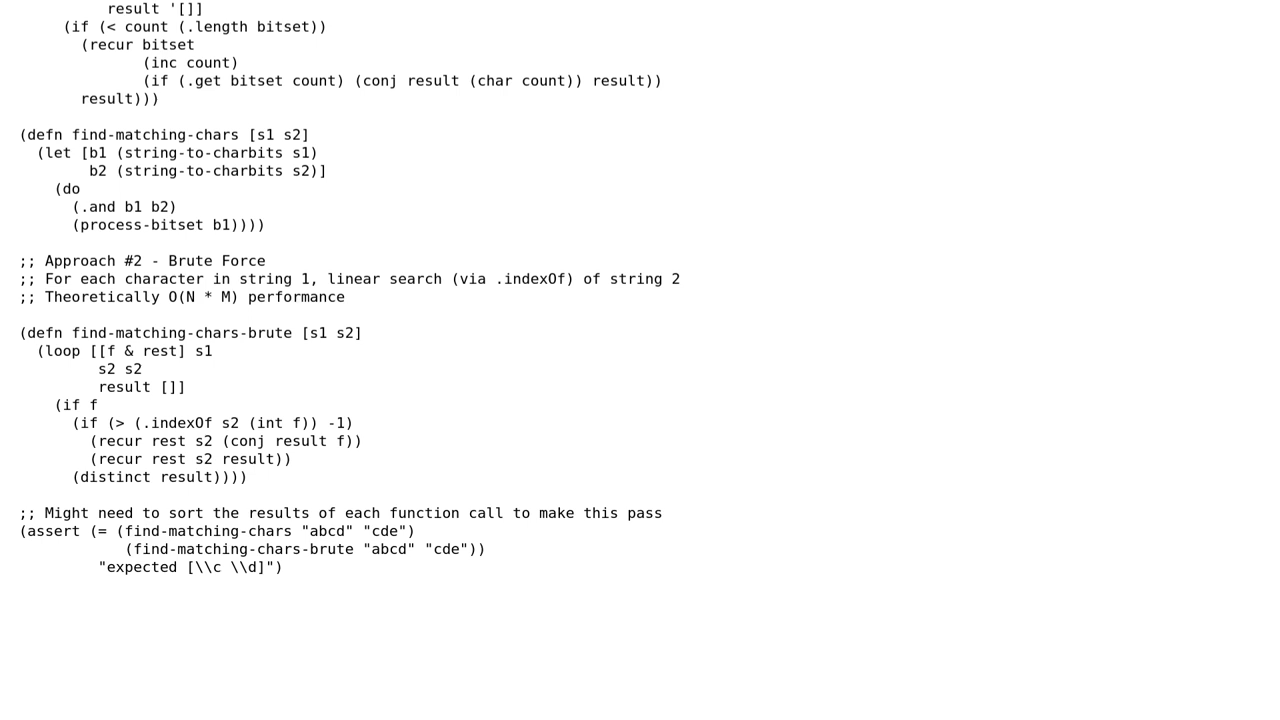 result '[]]
(if (< count (.length bitset))
(recur bitset
(inc count)
(if (.get bitset count) (conj result (char count)) result))
result)))
(defn find-matching-chars [s1 s2]
(let [b1 (string-to-charbits s1)
b2 (string-to-charbits s2)]
(do
(.and b1 b2)
(process-bitset b1))))
;; Approach #2 - Brute Force
;; For each character in string 1, linear search (via .indexOf) of string 2
;; Theoretically O(N * M) performance
(defn find-matching-chars-brute [s1 s2]
(loop [[f & rest] s1
s2 s2
result []]
(if f
(if (> (.indexOf s2 (int f)) -1)
(recur rest s2 (conj result f))
(recur rest s2 result))
(distinct result))))
;; Might need to sort the results of each function call to make this pass
(assert (= (find-matching-chars "abcd" "cde")
(find-matching-chars-brute "abcd" "cde"))
"expected [\\c \\d]")